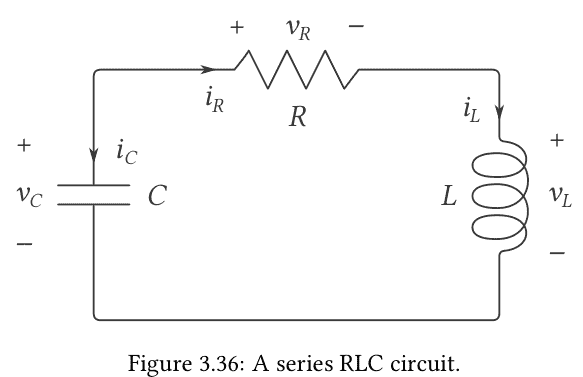 + v_R −
i_R
R
i_L
+
i_C
+
v_C
C
L
v_L
−
−
Figure 3.36: A series RLC circuit.